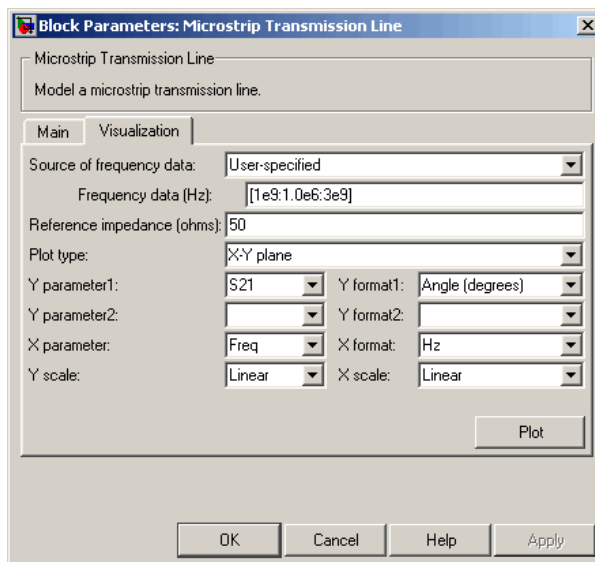 Block Parameters: Microstrip Transmission Line
Microstrip Transmission Line
Model a microstrip transmission line.
Main Visualization
Source of frequency data: User-specified
Frequency data (Hz): [1e9:1.0e6:3e9]
Reference impedance (ohms): 50
Plot type: X-Y plane
Y parameter1: S21 Y format1: Angle (degrees)
Y parameter2: Y format2:
X parameter: Freq X format: Hz
Y scale: Linear X scale: Linear
Plot
OK Cancel Help Apply